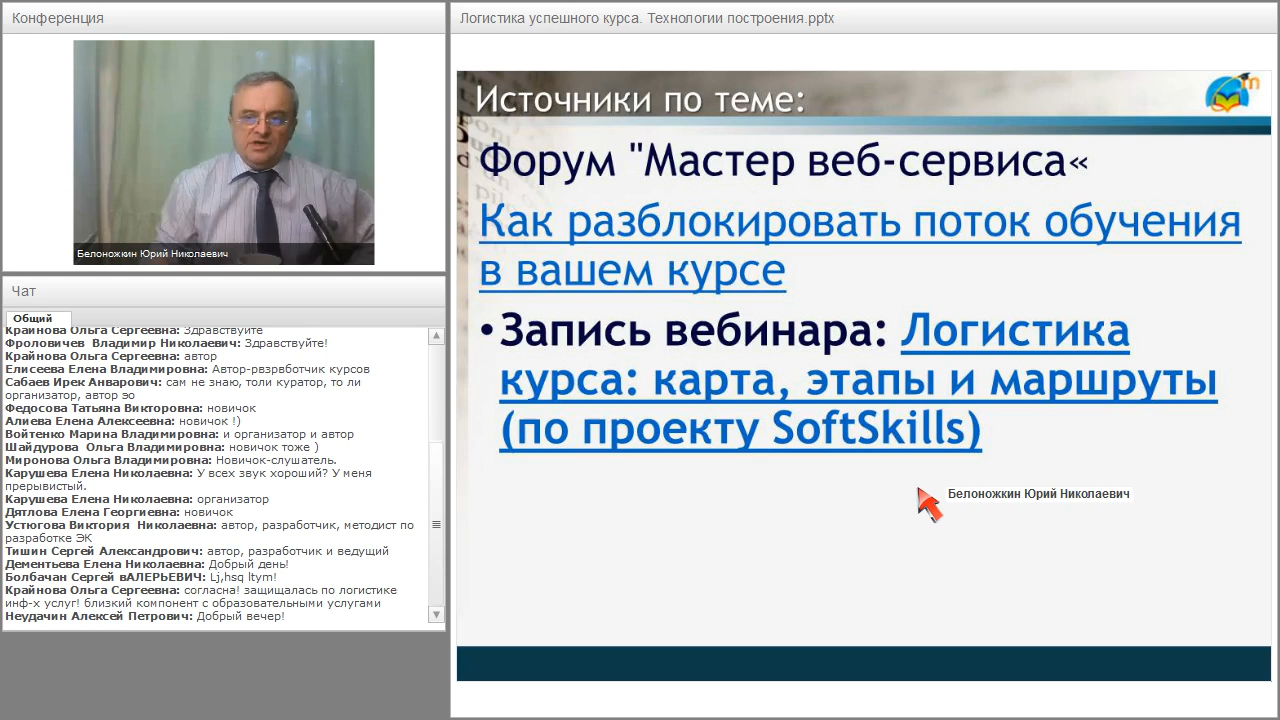 Конференция
Белоножкин Юрий Николаевич
Чат
Общий
Крайнова Ольга Сергеевна: Здравствуйте
Фроловичев Владимир Николаевич: Здравствуйте!
Крайнова Ольга Сергеевна: автор
Елисеева Елена Владимировна: Автор-рвзрвботчик курсов
Сабаев Ирек Анварович: сам не знаю, толи куратор, то ли
организатор, автор эо
Федосова Татьяна Викторовна: новичок
Алиева Елена Алексеевна: новичок !)
Войтенко Марина Владимировна: и организатор и автор
Шайдурова Ольга Владимировна: новичок тоже )
Миронова Ольга Владимировна: Новичок-слушатель.
Карушева Елена Николаевна: У всех звук хороший? У меня
прерывистый.
Карушева Елена Николаевна: организатор
Дятлова Елена Георгиевна: новичок
Устюгова Виктория Николаевна: автор, разработчик, методист по
разработке ЭК
Тишин Сергей Александрович: автор, разработчик и ведущий
Дементьева Елена Николаевна: Добрый день!
Болбачан Сергей вАЛЕРЬЕВИЧ: Lj,hsq ltym!
Крайнова Ольга Сергеевна: согласна! защищалась по логистике
инф-х услуг! близкий компонент с образовательными услугами
Неудачин Алексей Петрович: Добрый вечер!
Логистика успешного курса. Технологии построения.pptx
Источники по теме:
Форум "Мастер веб-сервиса«
Как разблокировать поток обучения
в вашем курсе
•Запись вебинара: Логистика
курса: карта, этапы и маршруты
(по проекту SoftSkills)
Белоножкин Юрий Николаевич